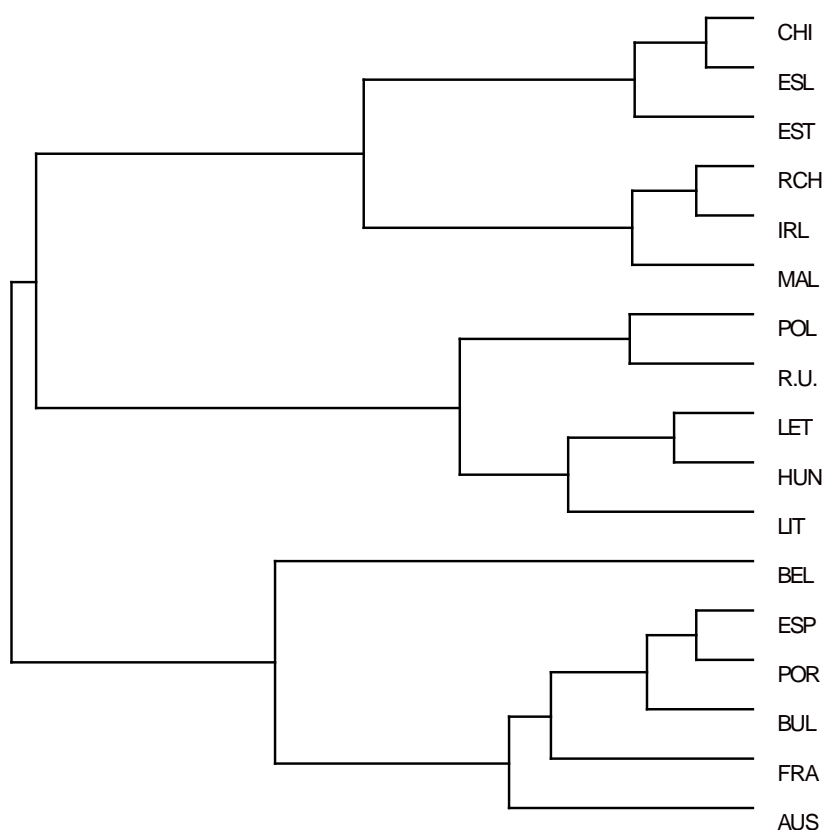 CHI
ESL
EST
RCH
IRL
MAL
POL
R.U.
LET
HUN
LIT
BEL
ESP
POR
BUL
FRA
AUS